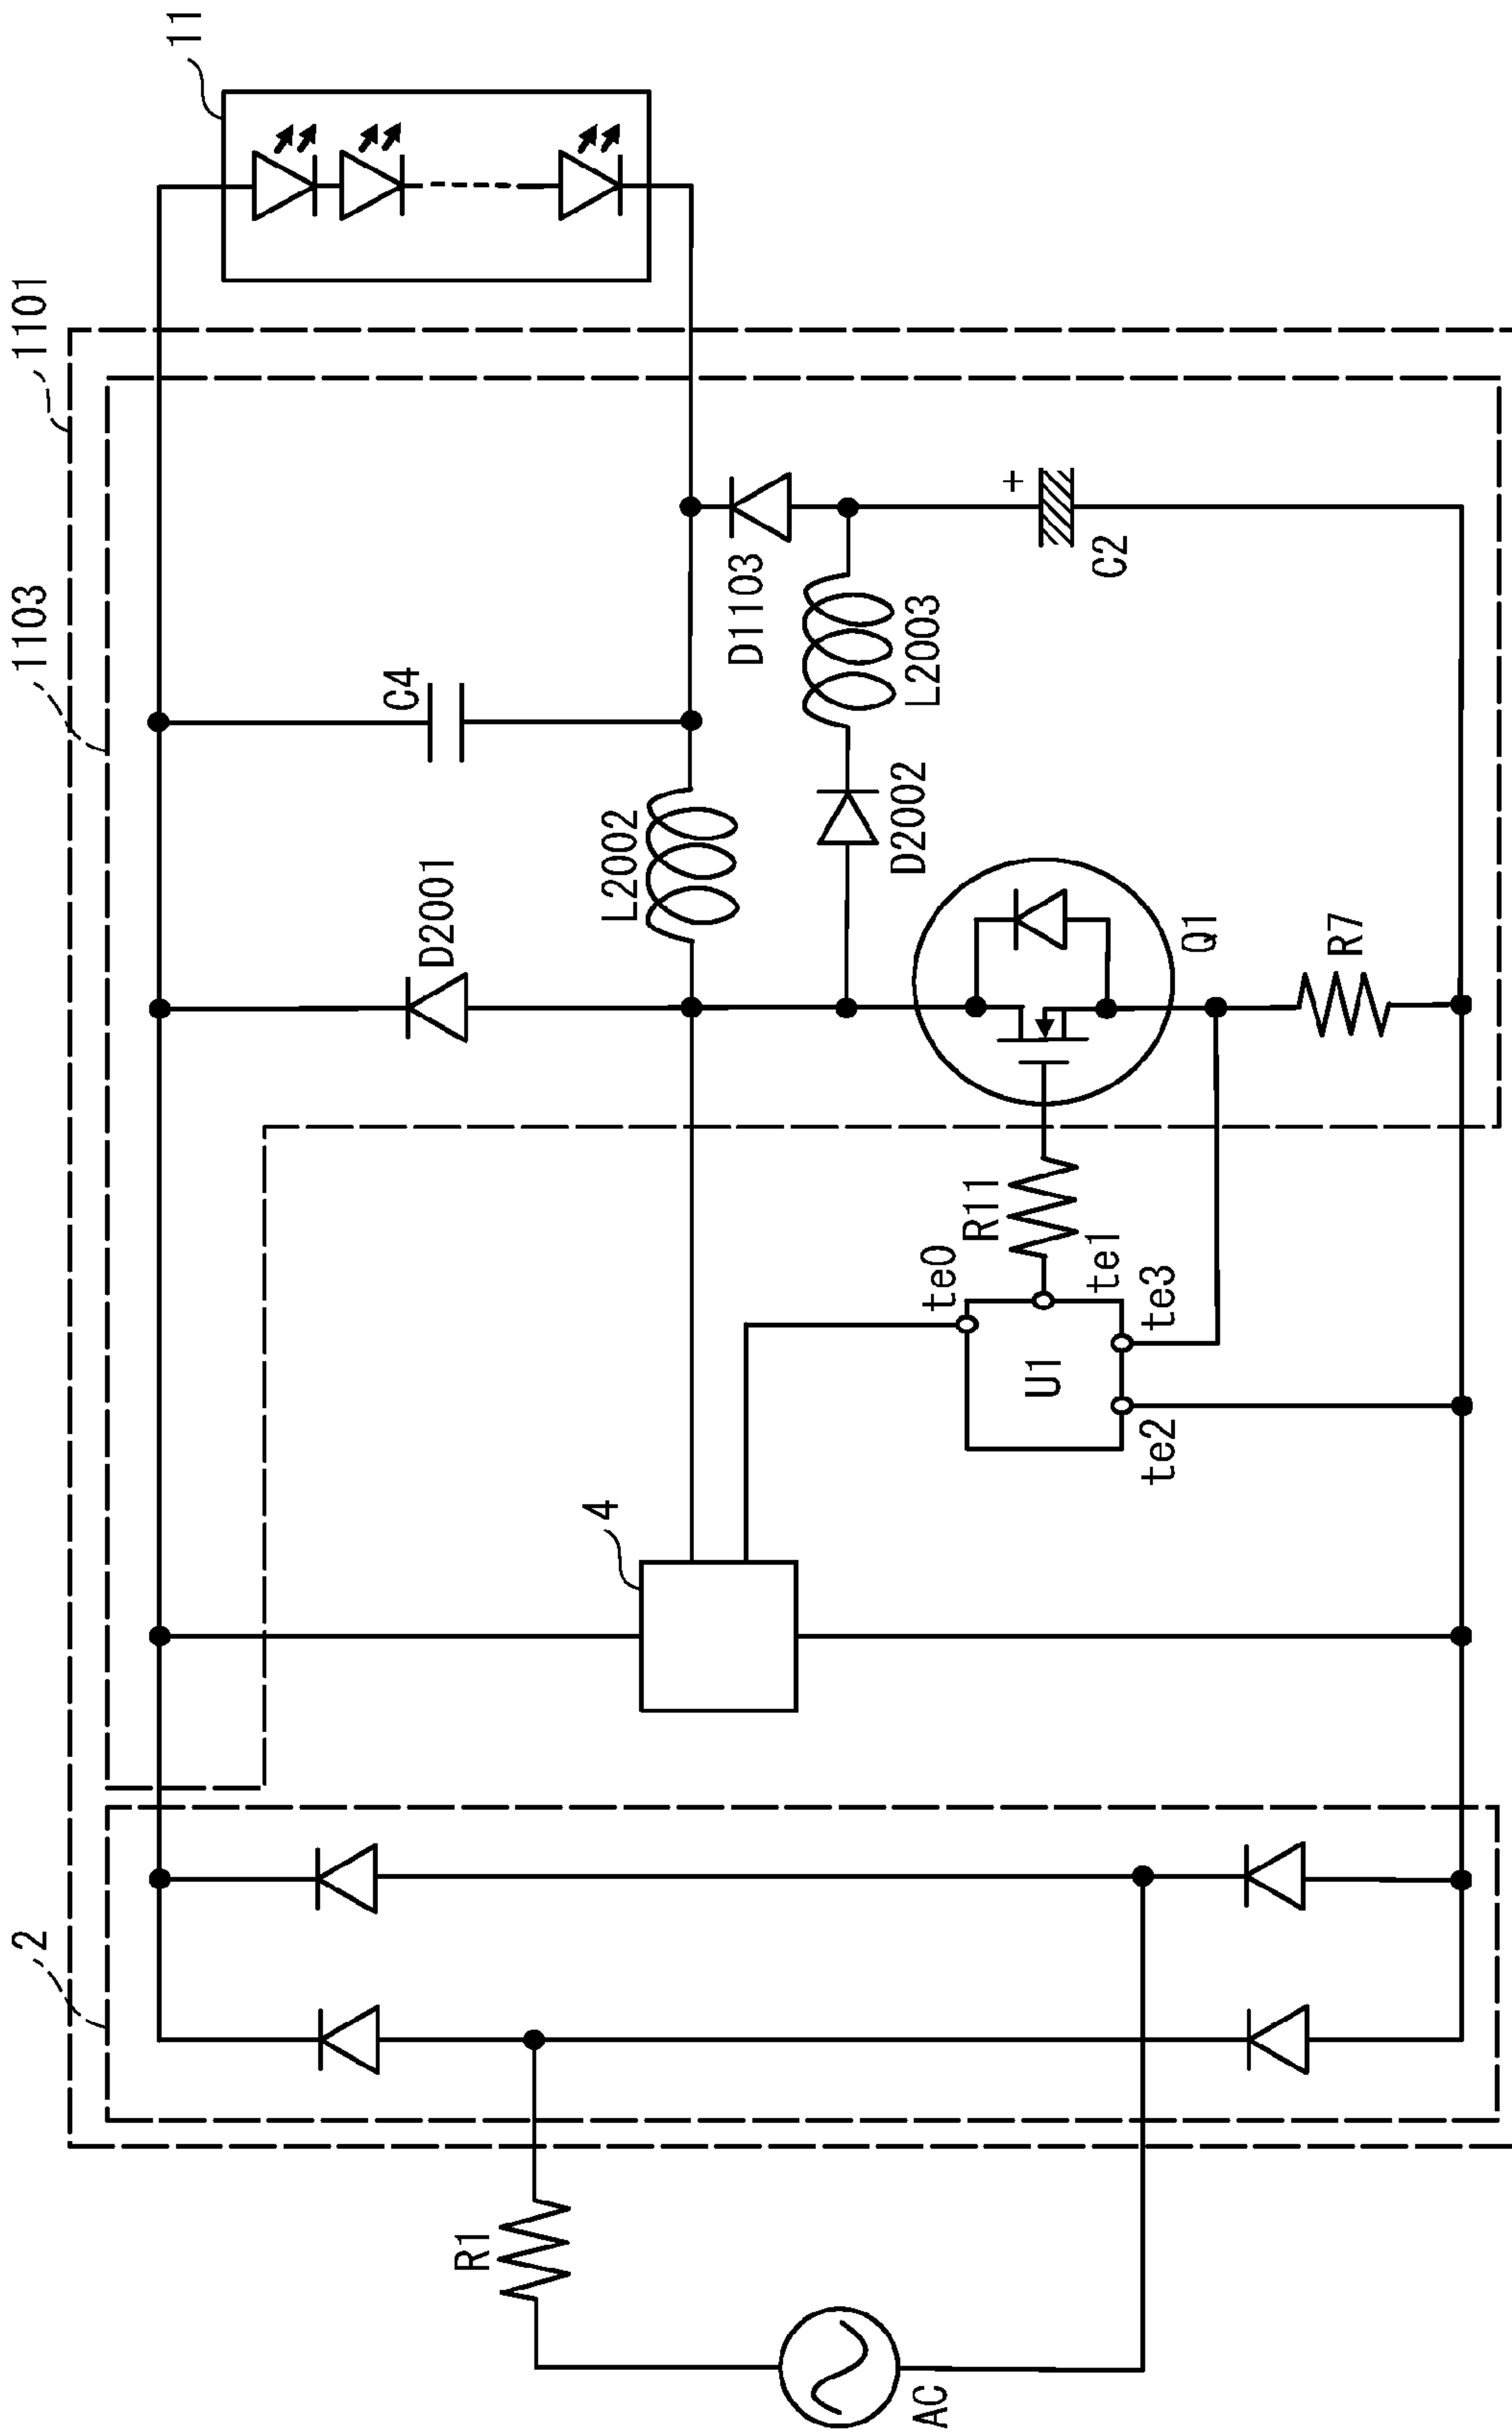 11
1101
1103
2
4
C4
D2001
L2002
D1103
L2003
D2002
+
C2
Q1
R7
R11
te0
te1
te3
U1
te2
R1
AC